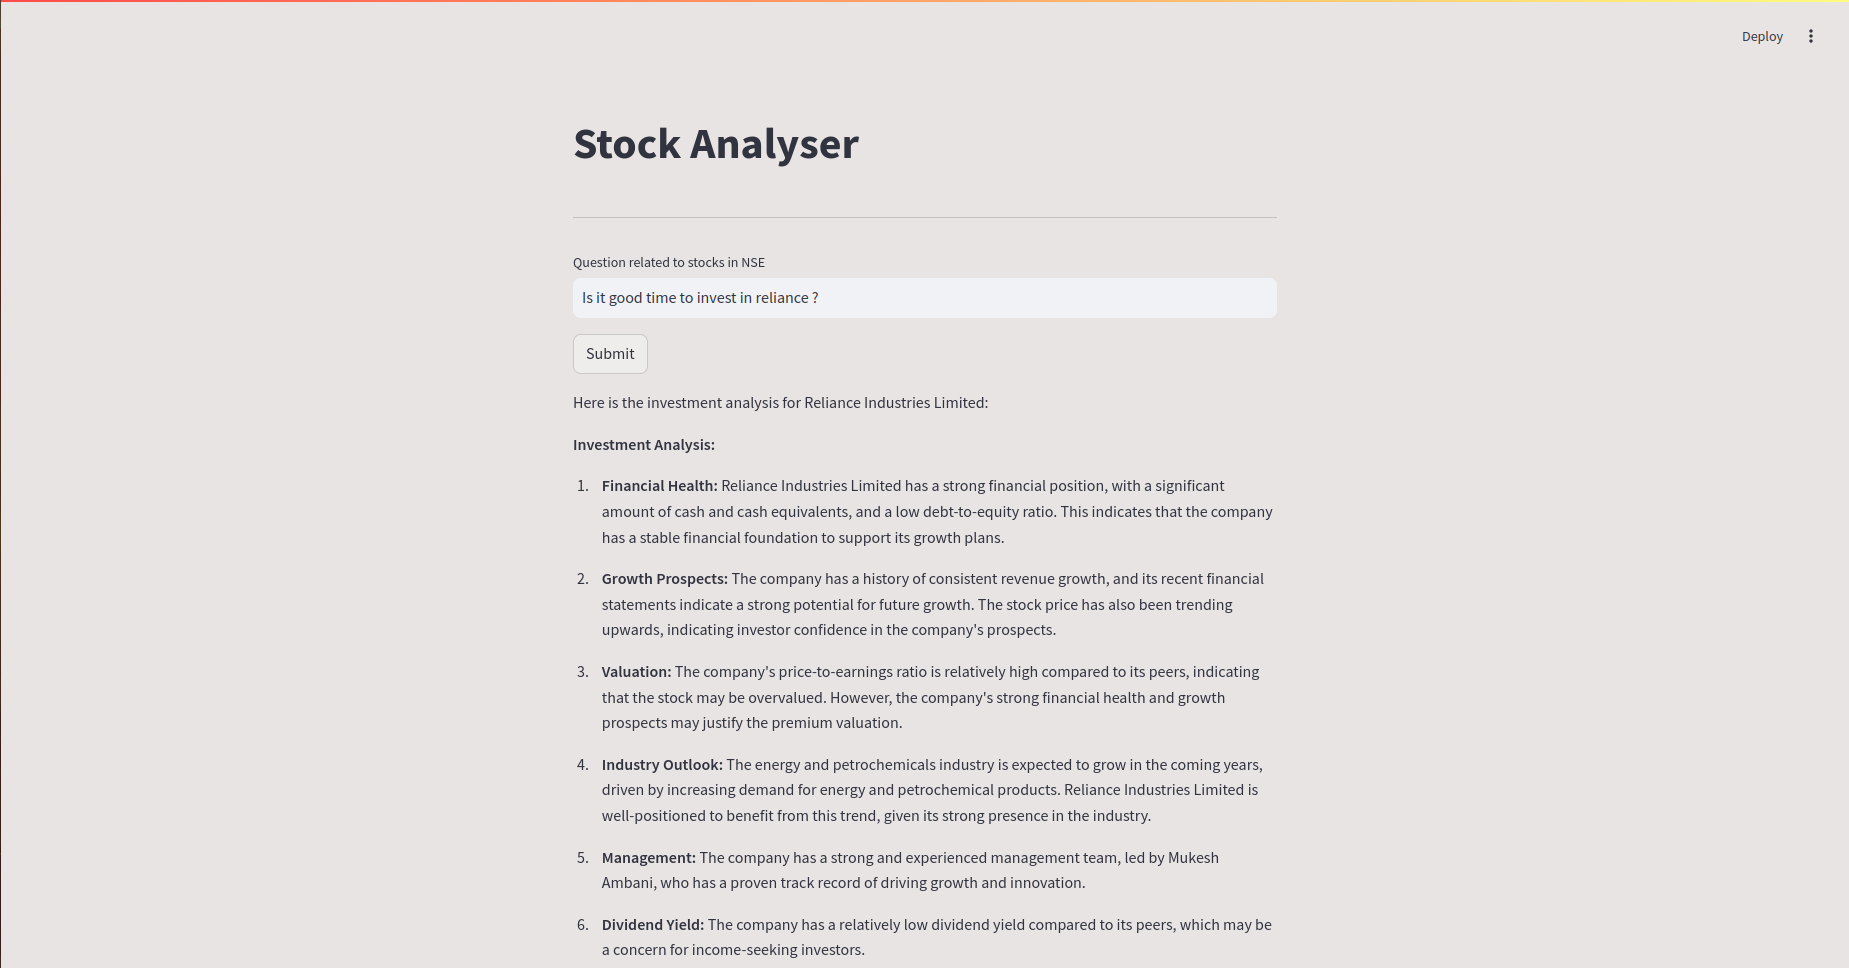 Deploy
Stock Analyser
Question related to stocks in NSE
Is it good time to invest in reliance ?
Submit
Here is the investment analysis for Reliance Industries Limited:
Investment Analysis:
1. Financial Health: Reliance Industries Limited has a strong financial position, with a significant
amount of cash and cash equivalents, and a low debt-to-equity ratio. This indicates that the company
has a stable financial foundation to support its growth plans.
2. Growth Prospects: The company has a history of consistent revenue growth, and its recent financial
statements indicate a strong potential for future growth. The stock price has also been trending
upwards, indicating investor confidence in the company's prospects.
3. Valuation: The company's price-to-earnings ratio is relatively high compared to its peers, indicating
that the stock may be overvalued. However, the company's strong financial health and growth
prospects may justify the premium valuation.
4. Industry Outlook: The energy and petrochemicals industry is expected to grow in the coming years,
driven by increasing demand for energy and petrochemical products. Reliance Industries Limited is
well-positioned to benefit from this trend, given its strong presence in the industry.
5. Management: The company has a strong and experienced management team, led by Mukesh
Ambani, who has a proven track record of driving growth and innovation.
6. Dividend Yield: The company has a relatively low dividend yield compared to its peers, which may be
a concern for income-seeking investors.